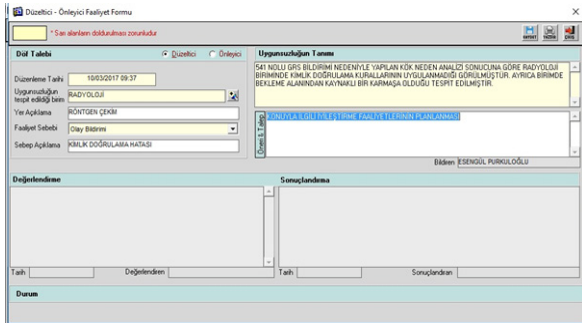 Düzeltici - Önleyici Faaliyet Formu
* Sarı alanların doldurulması zorunludur
Döf Talebi
Düzeltici
Önleyici
Düzenleme Tarihi 10/03/2017 09:37
Uygunsuzluğun tespit edildiği birim RADYOLOJİ
Yer Açıklama RÖNTGEN ÇEKİM
Faaliyet Sebebi Olay Bildirimi
Sebep Açıklama KİMLİK DOĞRULAMA HATASI
Uygunsuzluğun Tanımı
541 NOLU GRS BİLDİRİMİ NEDENİYLE YAPILAN KÖK NEDEN ANALİZİ SONUCUNA GÖRE RADYOLOJİ
BİRİMİNDE KİMLİK DOĞRULAMA KURALLARININ UYGULANMADIĞI GÖRÜLMÜŞTÜR. AYRICA BİRİMDE
BEKLEME ALANINDAN KAYNAKLI BİR KARMAŞA OLDUĞU TESPİT EDİLMİŞTİR.
Öneri & Talep
KONUYLA İLGİLİ İYİLEŞTİRME FAALİYETLERİNİN PLANLANMASI
Bildiren ESENGÜL PURKULOĞLU
Değerlendirme
Sonuçlandırma
Tarih
Değerlendiren
Tarih
Sonuçlandıran
Durum